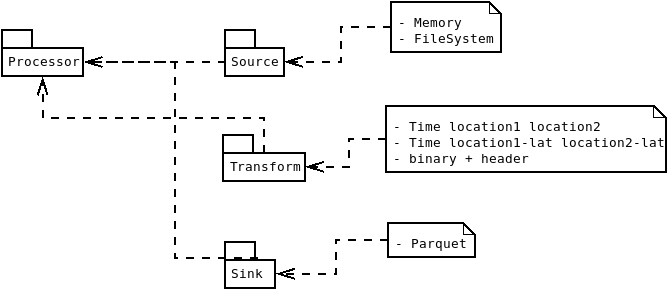 - Memory
- FileSystem
Processor
Source
- Time location1 location2
- Time location1-lat location2-lat
- binary + header
Transform
- Parquet
Sink